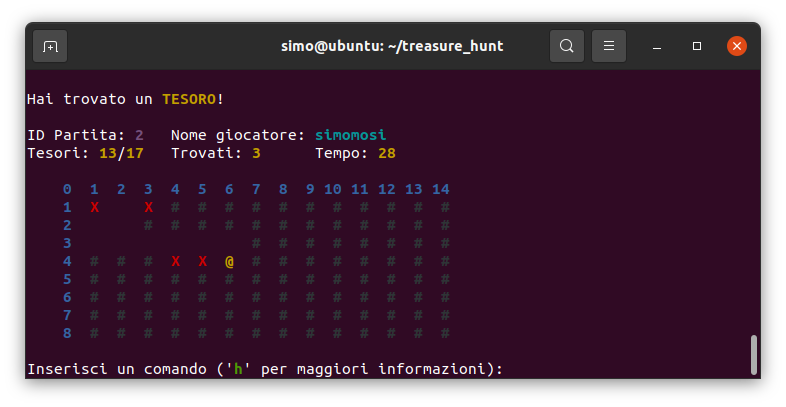 simo@ubuntu: ~/treasure_hunt
Hai trovato un TESORO!
ID Partita: 2   Nome giocatore: simomosi
Tesori: 13/17   Trovati: 3      Tempo: 28
    0  1  2  3  4  5  6  7  8  9 10 11 12 13 14
    1  X     X  #  #  #  #  #  #  #  #  #  #  #
    2        #  #  #  #  #  #  #  #  #  #  #  #
    3                    #  #  #  #  #  #  #  #
    4  #  #  #  X  X  @  #  #  #  #  #  #  #  #
    5  #  #  #  #  #  #  #  #  #  #  #  #  #  #
    6  #  #  #  #  #  #  #  #  #  #  #  #  #  #
    7  #  #  #  #  #  #  #  #  #  #  #  #  #  #
    8  #  #  #  #  #  #  #  #  #  #  #  #  #  #
Inserisci un comando ('h' per maggiori informazioni):